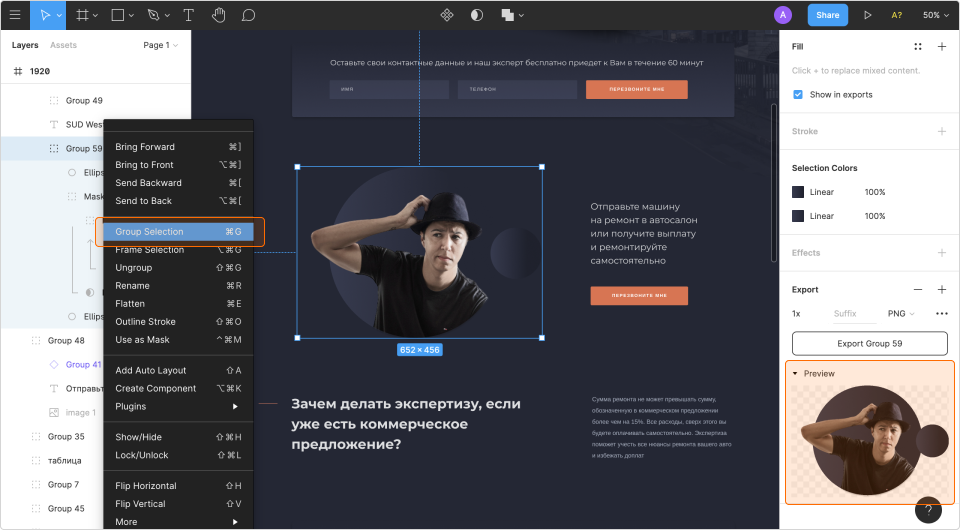 A
Share
A?
50%
Layers
Assets
Page 1
1920
Group 49
SUD West
Group 59
Ellips
Mask
Ellips
Group 48
Group 41
Отправьт
image 1
Group 35
таблица
Group 7
Group 45
Bring Forward ⌘]
Bring to Front ⌥⌘]
Send Backward ⌘[
Send to Back ⌥⌘[
Group Selection ⌘G
Frame Selection ⌥⌘G
Ungroup ⇧⌘G
Rename ⌘R
Flatten ⌘E
Outline Stroke ⇧⌘O
Use as Mask ^⌘M
Add Auto Layout ⇧A
Create Component ⌥⌘K
Plugins
Show/Hide ⇧⌘H
Lock/Unlock ⇧⌘L
Flip Horizontal ⇧H
Flip Vertical ⇧V
More
Оставьте свои контактные данные и наш эксперт бесплатно приедет к Вам в течение 60 минут
ИМЯ
ТЕЛЕФОН
ПЕРЕЗВОНИТЕ МНЕ
652 × 456
Отправьте машину
на ремонт в автосалон
или получите выплату
и ремонтируйте
самостоятельно
ПЕРЕЗВОНИТЕ МНЕ
Зачем делать экспертизу, если
уже есть коммерческое
предложение?
Сумма ремонта не может превышать сумму,
обозначенную в коммерческом предложении
более чем на 15%. Все расходы, сверх этого вы
будете оплачивать самостоятельно. Экспертиза
поможет учесть все нюансы ремонта вашего авто
и избежать доплат
Fill
Click + to replace mixed content.
Show in exports
Stroke
Selection Colors
Linear 100%
Linear 100%
Effects
Export
1x
Suffix
PNG
Export Group 59
Preview
?